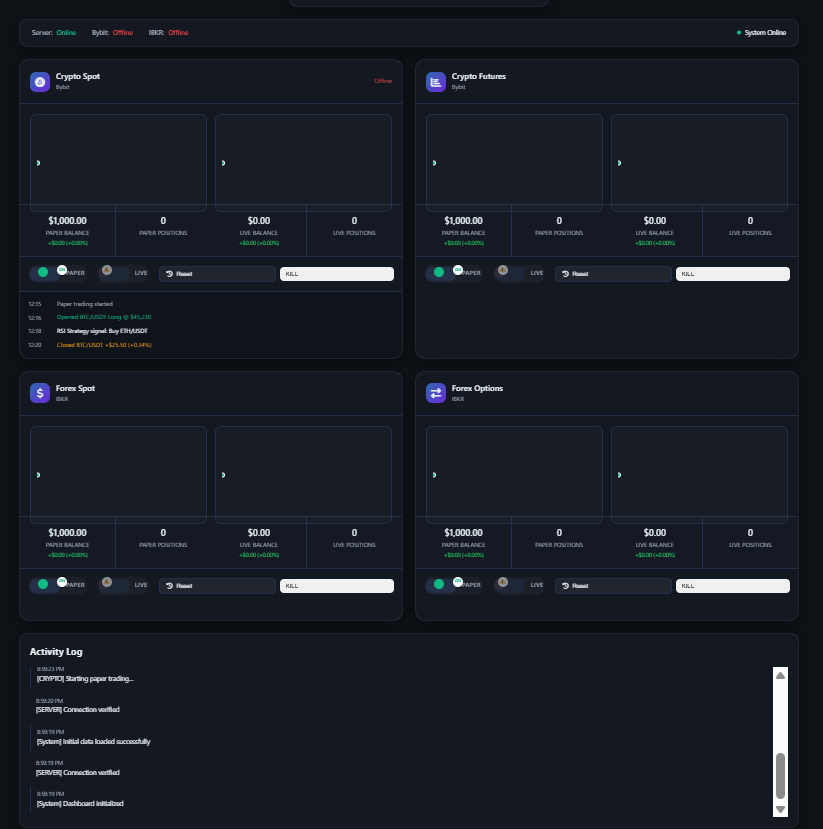 Server: Online Bybit: Offline IBKR: Offline System Online
Crypto Spot
Bybit
Offline
$1,000.00 0 $0.00 0
PAPER BALANCE PAPER POSITIONS LIVE BALANCE LIVE POSITIONS
+$0.00 (+0.00%) +$0.00 (+0.00%)
ON PAPER LIVE Reset KILL
12:15 Paper trading started
12:16 Opened BTC/USDT Long @ $45,230
12:18 RSI Strategy signal: Buy ETH/USDT
12:20 Closed BTC/USDT +$25.50 (+0.34%)
Crypto Futures
Bybit
$1,000.00 0 $0.00 0
PAPER BALANCE PAPER POSITIONS LIVE BALANCE LIVE POSITIONS
+$0.00 (+0.00%) +$0.00 (+0.00%)
ON PAPER LIVE Reset KILL
Forex Spot
IBKR
$1,000.00 0 $0.00 0
PAPER BALANCE PAPER POSITIONS LIVE BALANCE LIVE POSITIONS
+$0.00 (+0.00%) +$0.00 (+0.00%)
ON PAPER LIVE Reset KILL
Forex Options
IBKR
$1,000.00 0 $0.00 0
PAPER BALANCE PAPER POSITIONS LIVE BALANCE LIVE POSITIONS
+$0.00 (+0.00%) +$0.00 (+0.00%)
ON PAPER LIVE Reset KILL
Activity Log
8:59:23 PM
[CRYPTO] Starting paper trading...
8:59:20 PM
[SERVER] Connection verified
8:59:19 PM
[System] Initial data loaded successfully
8:59:19 PM
[SERVER] Connection verified
8:59:19 PM
[System] Dashboard initialized